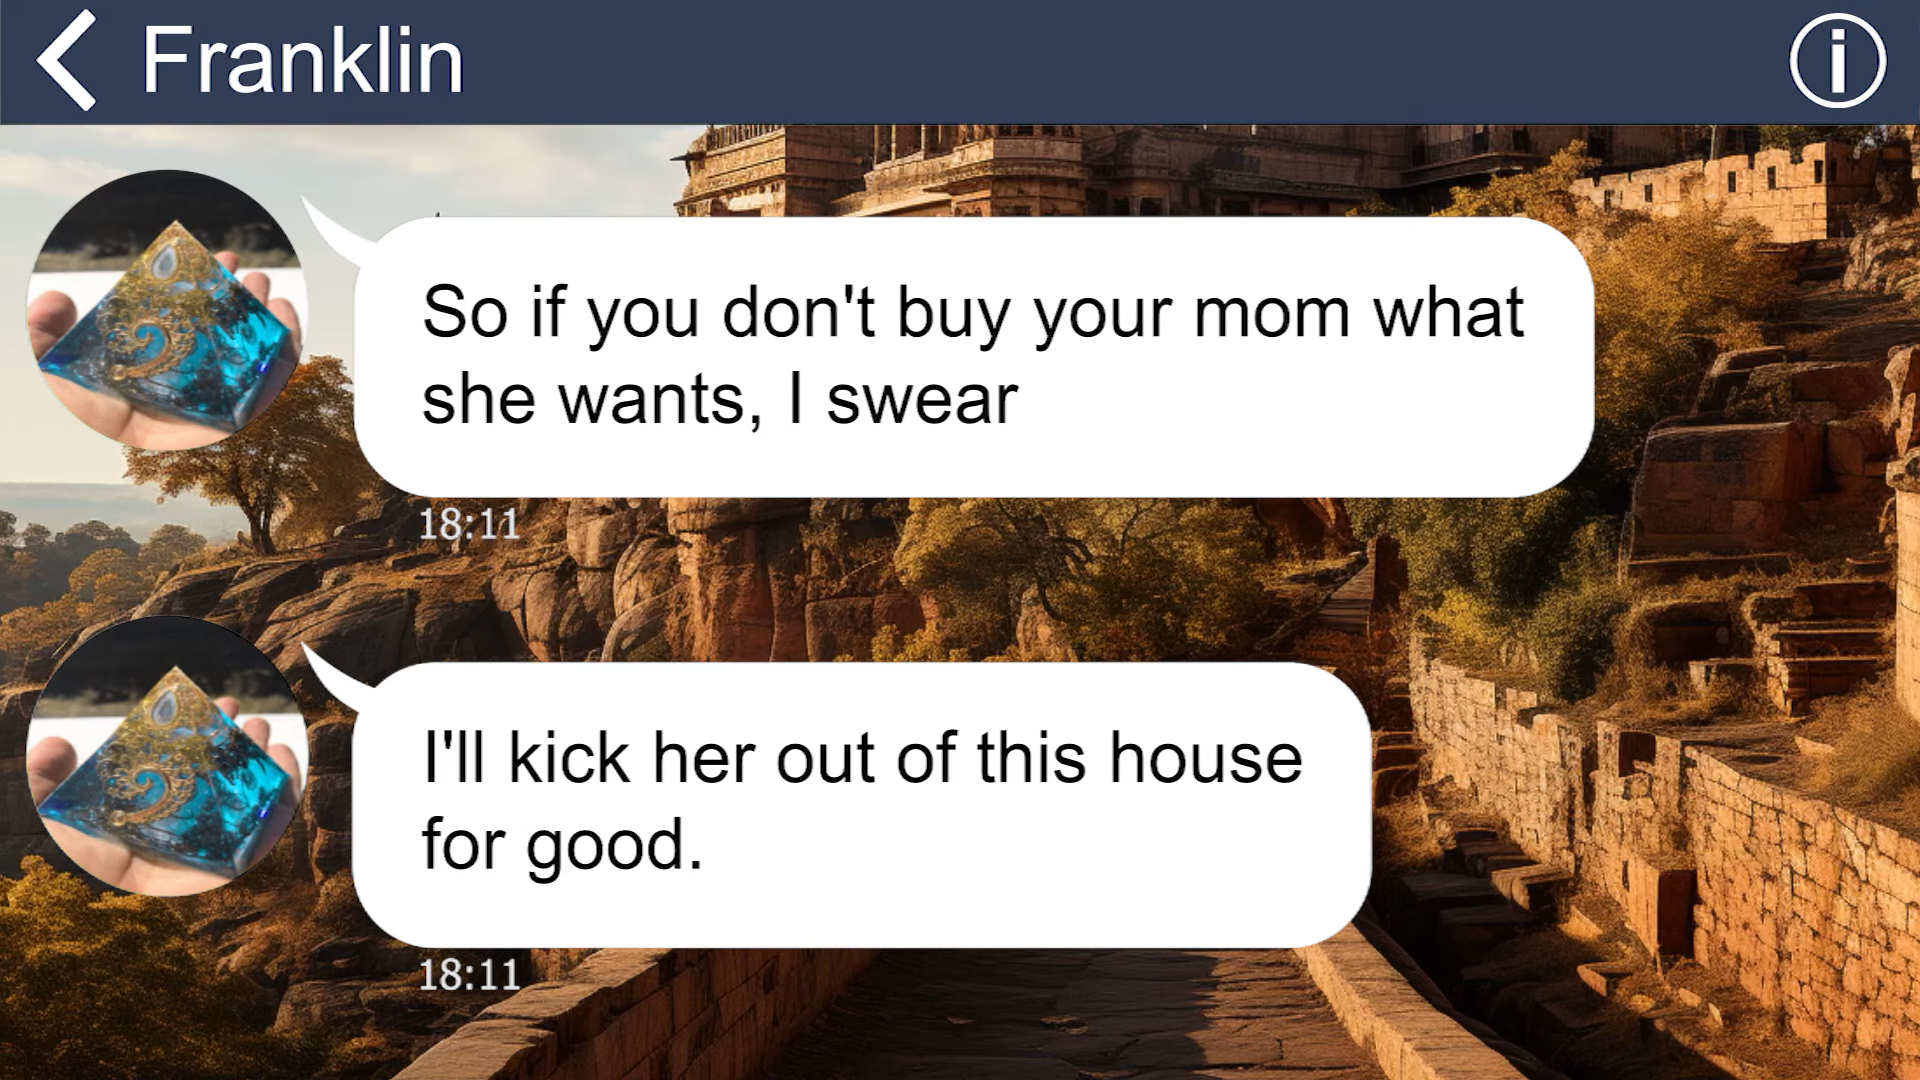 Franklin
So if you don't buy your mom what
she wants, I swear
18:11
I'll kick her out of this house
for good.
18:11